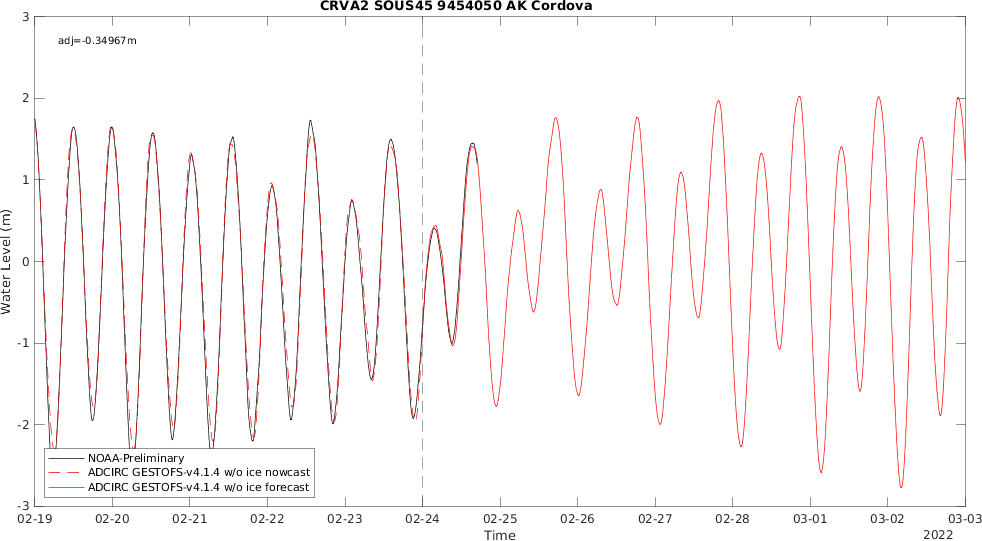 CRVA2 SOUS45 9454050 AK Cordova
adj=-0.34967m
3
2
1
0
-1
-2
-3
Water Level (m)
NOAA-Preliminary
ADCIRC GESTOFS-v4.1.4 w/o ice nowcast
ADCIRC GESTOFS-v4.1.4 w/o ice forecast
02-19 02-20 02-21 02-22 02-23 02-24 02-25 02-26 02-27 02-28 03-01 03-02 03-03
Time
2022